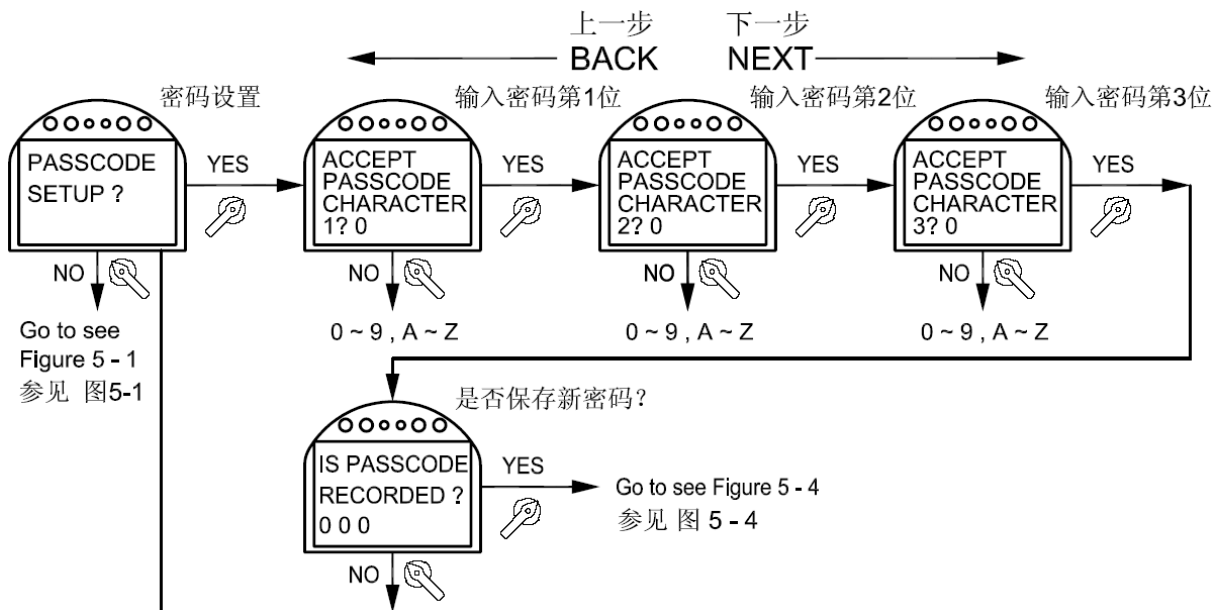 上一步 下一步
BACK NEXT
密码设置
PASSCODE
SETUP ?
YES
NO
Go to see
Figure 5 - 1
参见 图5-1
输入密码第1位
ACCEPT
PASSCODE
CHARACTER
1? 0
YES
NO
0 ~ 9 , A ~ Z
输入密码第2位
ACCEPT
PASSCODE
CHARACTER
2? 0
YES
NO
0 ~ 9 , A ~ Z
输入密码第3位
ACCEPT
PASSCODE
CHARACTER
3? 0
YES
NO
0 ~ 9 , A ~ Z
是否保存新密码?
IS PASSCODE
RECORDED ?
0 0 0
YES
Go to see Figure 5 - 4
参见 图 5 - 4
NO